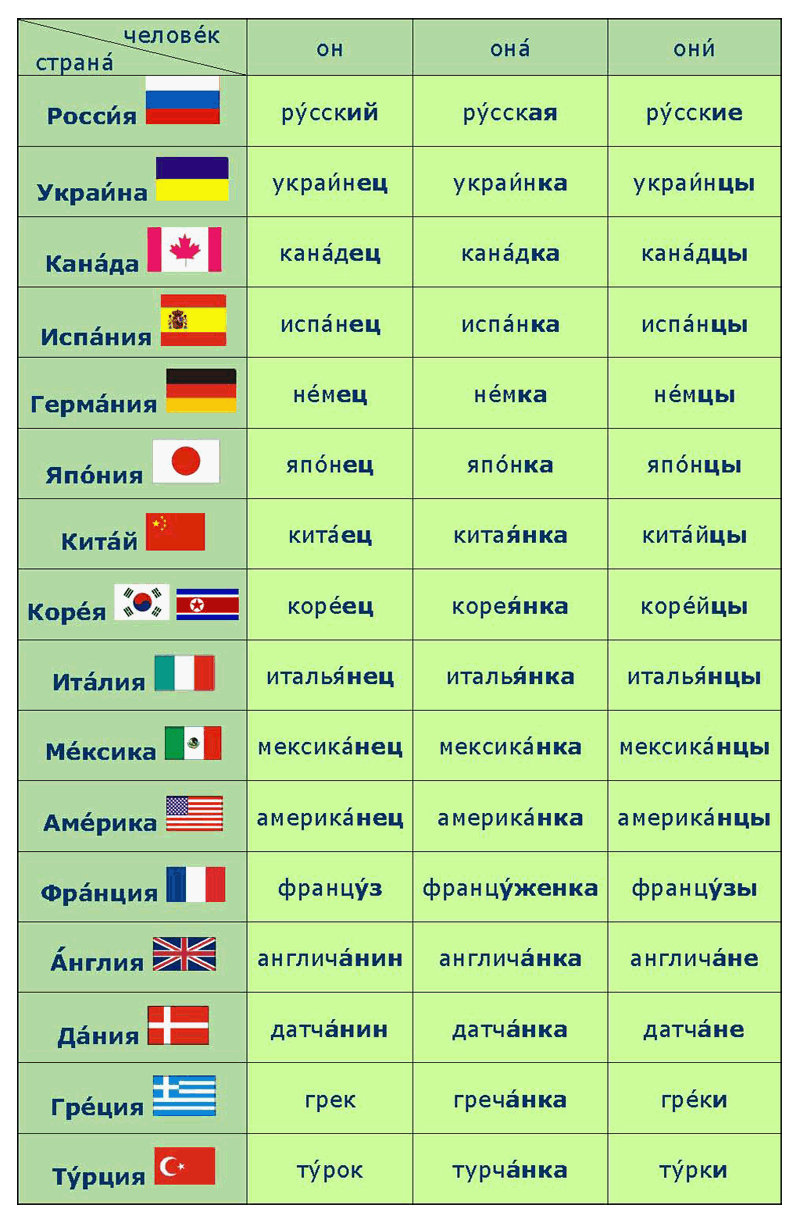 челове́к
страна́ он она́ они́
Росси́я ру́сский ру́сская ру́сские
Украи́на украи́нец украи́нка украи́нцы
Кана́да кана́дец кана́дка кана́дцы
Испа́ния испа́нец испа́нка испа́нцы
Герма́ния не́мец не́мка не́мцы
Япо́ния япо́нец япо́нка япо́нцы
Кита́й кита́ец китая́нка кита́йцы
Коре́я коре́ец корея́нка коре́йцы
Ита́лия италья́нец италья́нка италья́нцы
Ме́ксика мексика́нец мексика́нка мексика́нцы
Аме́рика америка́нец америка́нка америка́нцы
Фра́нция францу́з францу́женка францу́зы
А́нглия англича́нин англича́нка англича́не
Да́ния датча́нин датча́нка датча́не
Гре́ция грек греча́нка гре́ки
Ту́рция ту́рок турча́нка ту́рки